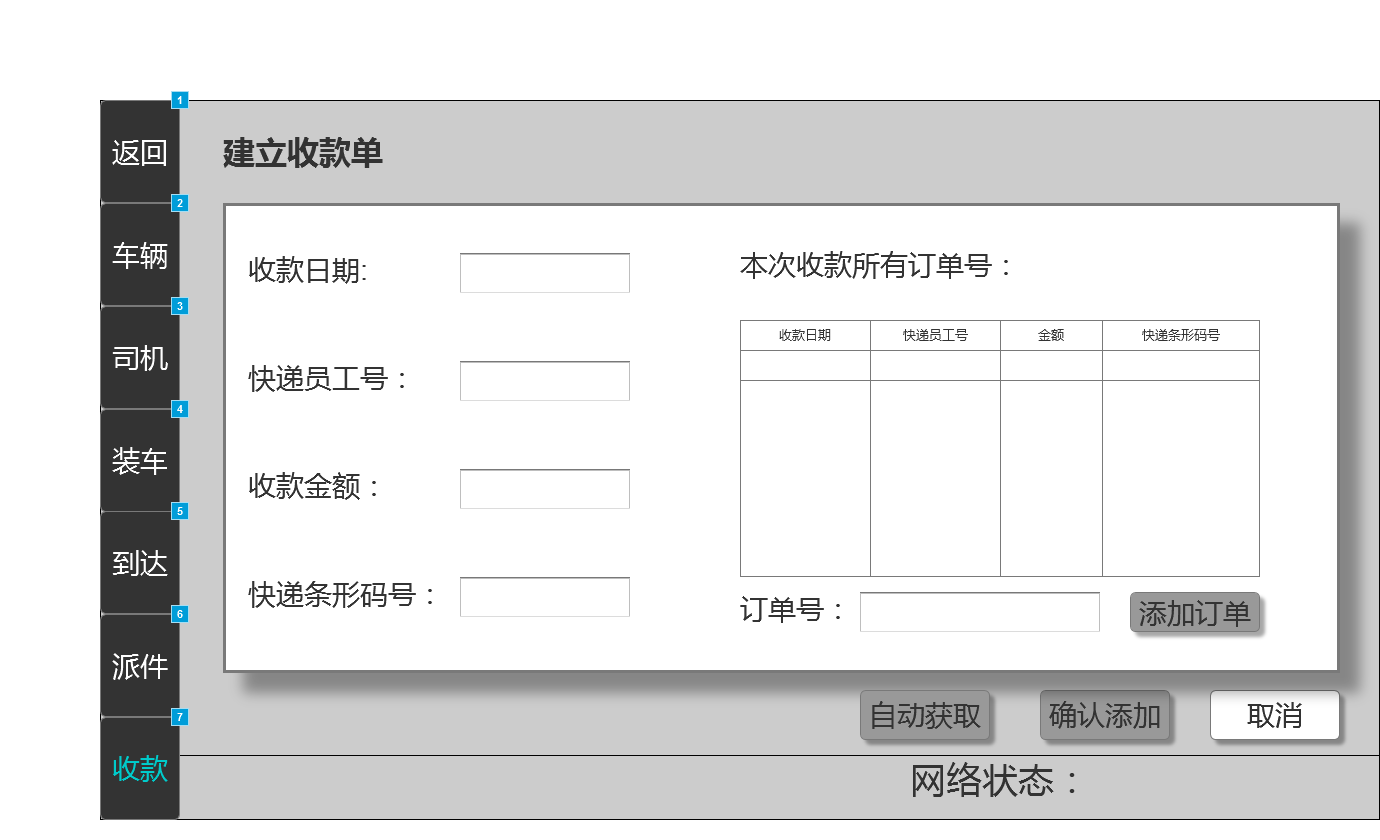 1
返回
2
车辆
3
司机
4
装车
5
到达
6
派件
7
收款
建立收款单
收款日期:
快递员工号：
收款金额：
快递条形码号：
本次收款所有订单号：
收款日期 快递员工号 金额 快递条形码号
订单号： 添加订单
自动获取 确认添加 取消
网络状态：